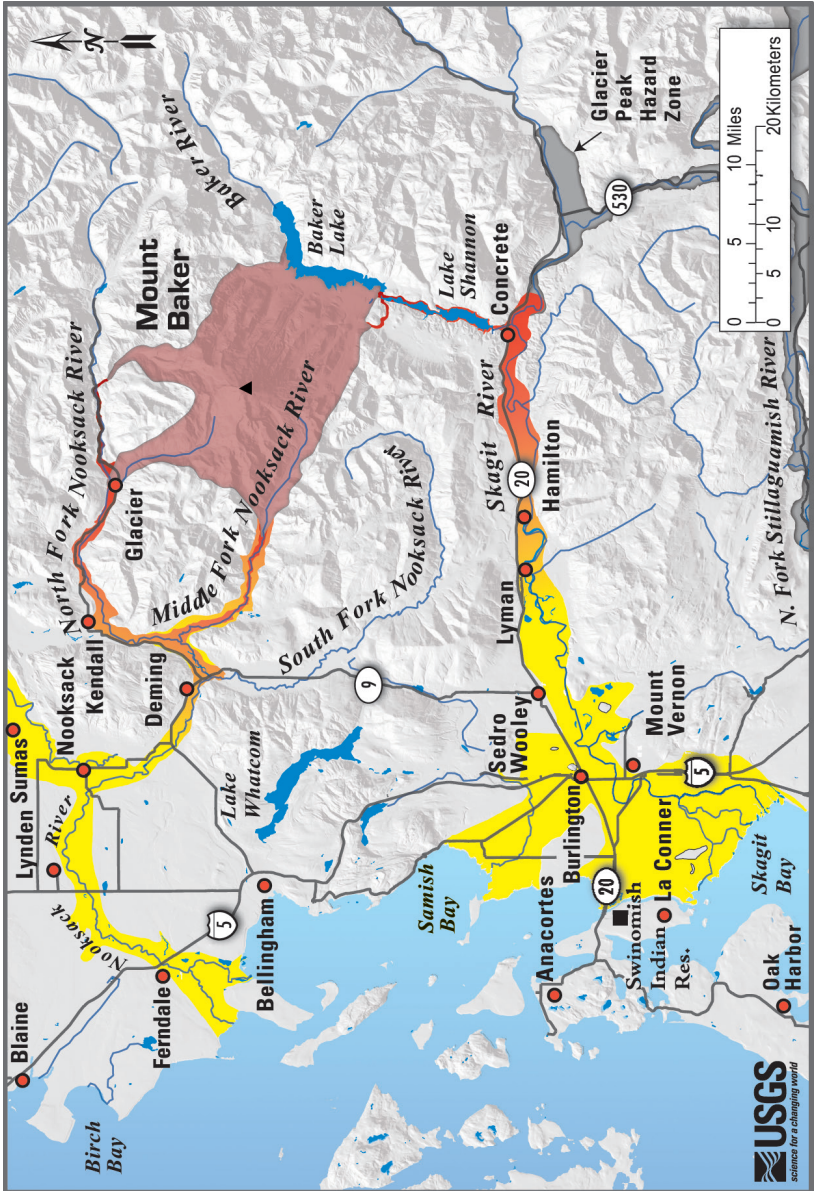 Blaine
Birch
Bay
Lynden
Sumas
Nooksack
River
Nooksack
Kendall
North Fork Nooksack River
Ferndale
Deming
Glacier
Mount
Baker
Baker River
5
Bellingham
Lake
Whatcom
Middle Fork Nooksack River
South Fork Nooksack River
Baker
Lake
9
Samish
Bay
Lake
Shannon
Sedro
Wooley
Lyman
Skagit River
20
Hamilton
Concrete
Anacortes
Burlington
20
Swinomish
Indian
Res.
La Conner
Mount
Vernon
5
Glacier
Peak
Hazard
Zone
530
Skagit
Bay
Oak
Harbor
N. Fork Stillaguamish River
N
0 5 10 Miles
0 5 10 20 Kilometers
USGS
science for a changing world